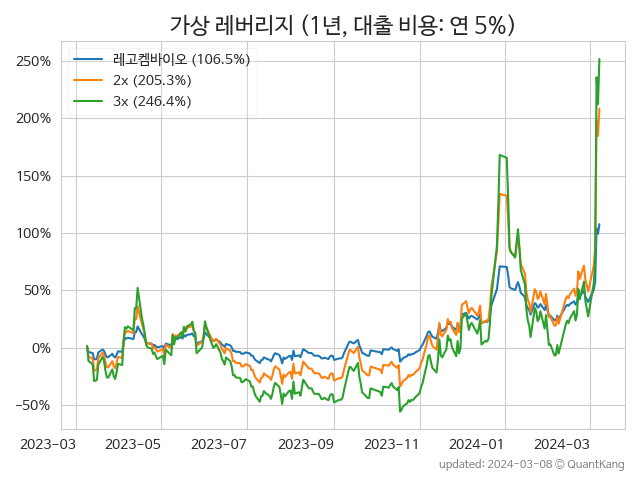 가상 레버리지 (1년, 대출 비용: 연 5%)
레고켐바이오 (106.5%)
2x (205.3%)
3x (246.4%)
250%
200%
150%
100%
50%
0%
−50%
2023-03
2023-05
2023-07
2023-09
2023-11
2024-01
2024-03
updated: 2024-03-08 © QuantKang